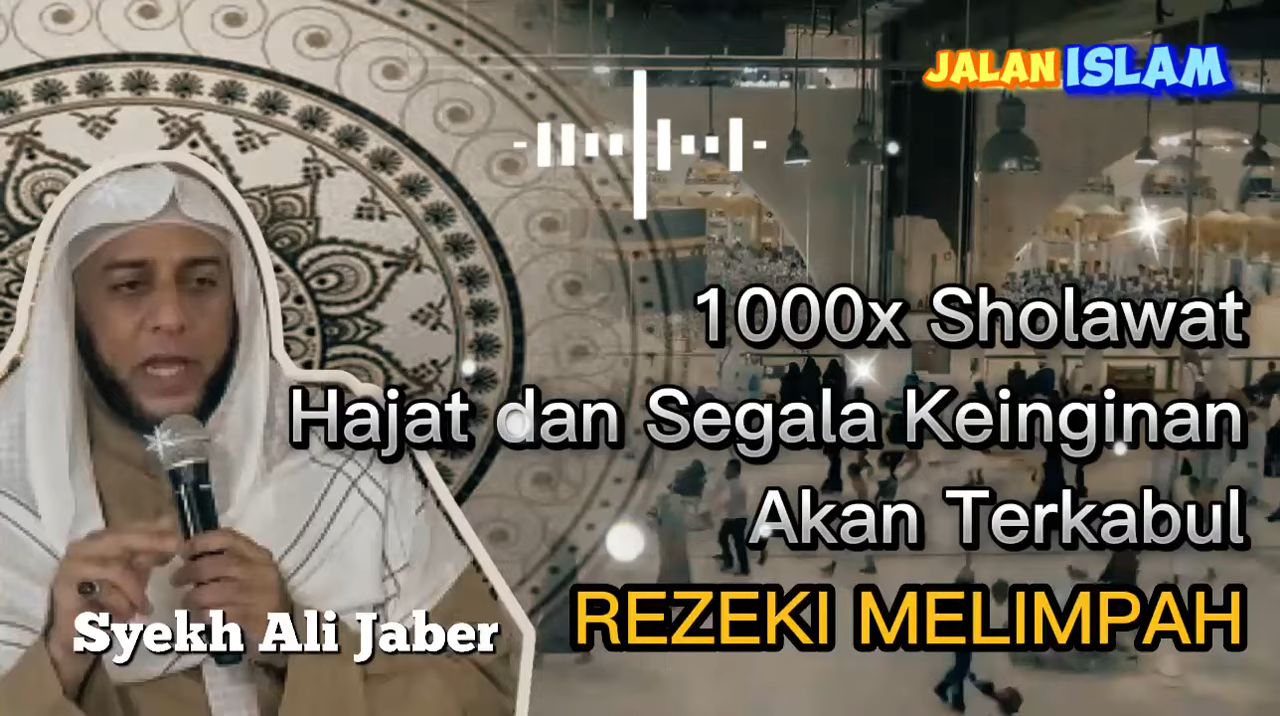 JALAN ISLAM
1000x Sholawat
Hajat dan Segala Keinginan
Akan Terkabul
REZEKI MELIMPAH
Syekh Ali Jaber